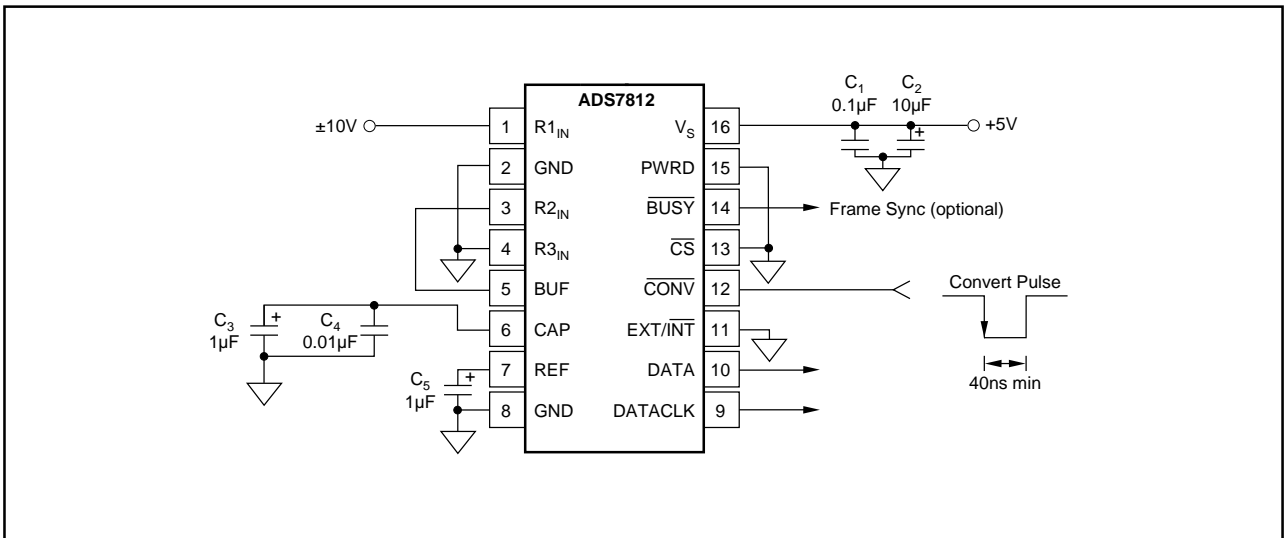 ADS7812
±10V
1 R1IN
2 GND
3 R2IN
4 R3IN
5 BUF
6 CAP
7 REF
8 GND
VS 16
PWRD 15
BUSY 14
CS 13
CONV 12
EXT/INT 11
DATA 10
DATACLK 9
C1
0.1µF
C2
10µF
+
+5V
Frame Sync (optional)
Convert Pulse
40ns min
C3
1µF
+
C4
0.01µF
C5
1µF
+